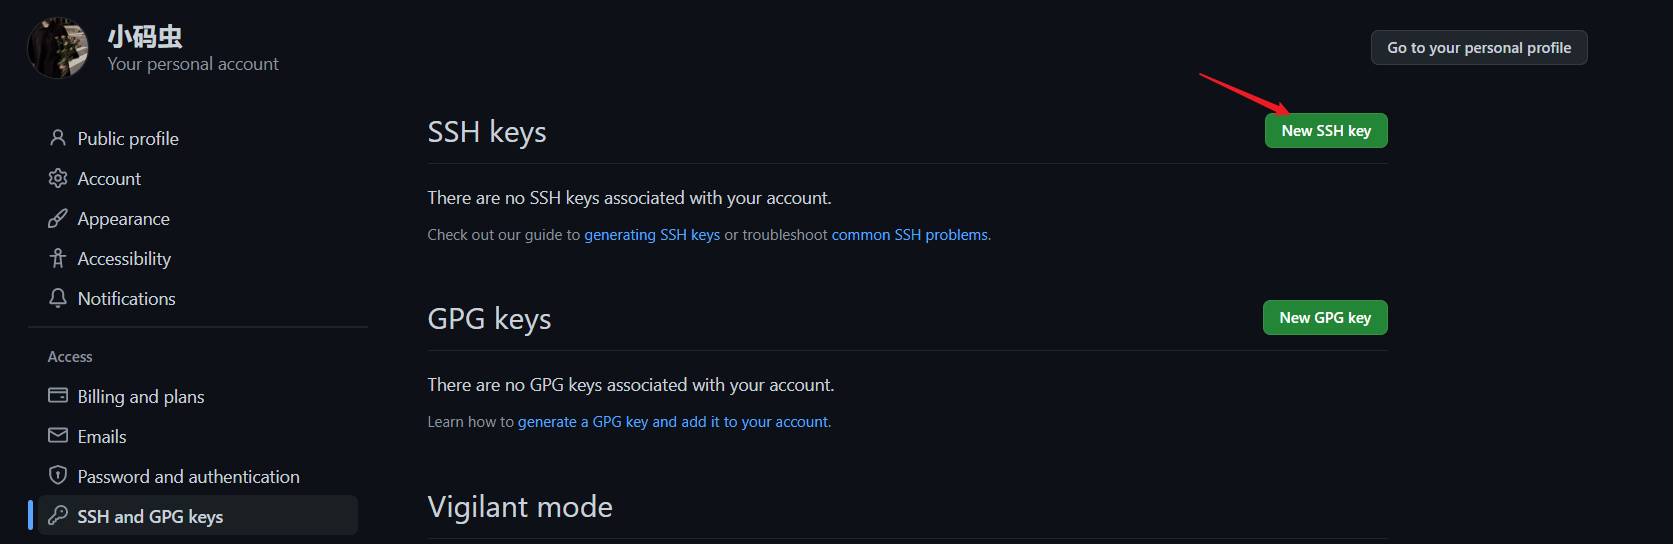 小码虫
Your personal account
Go to your personal profile
Public profile
Account
Appearance
Accessibility
Notifications
Access
Billing and plans
Emails
Password and authentication
SSH and GPG keys
SSH keys
New SSH key
There are no SSH keys associated with your account.
Check out our guide to generating SSH keys or troubleshoot common SSH problems.
GPG keys
New GPG key
There are no GPG keys associated with your account.
Learn how to generate a GPG key and add it to your account.
Vigilant mode